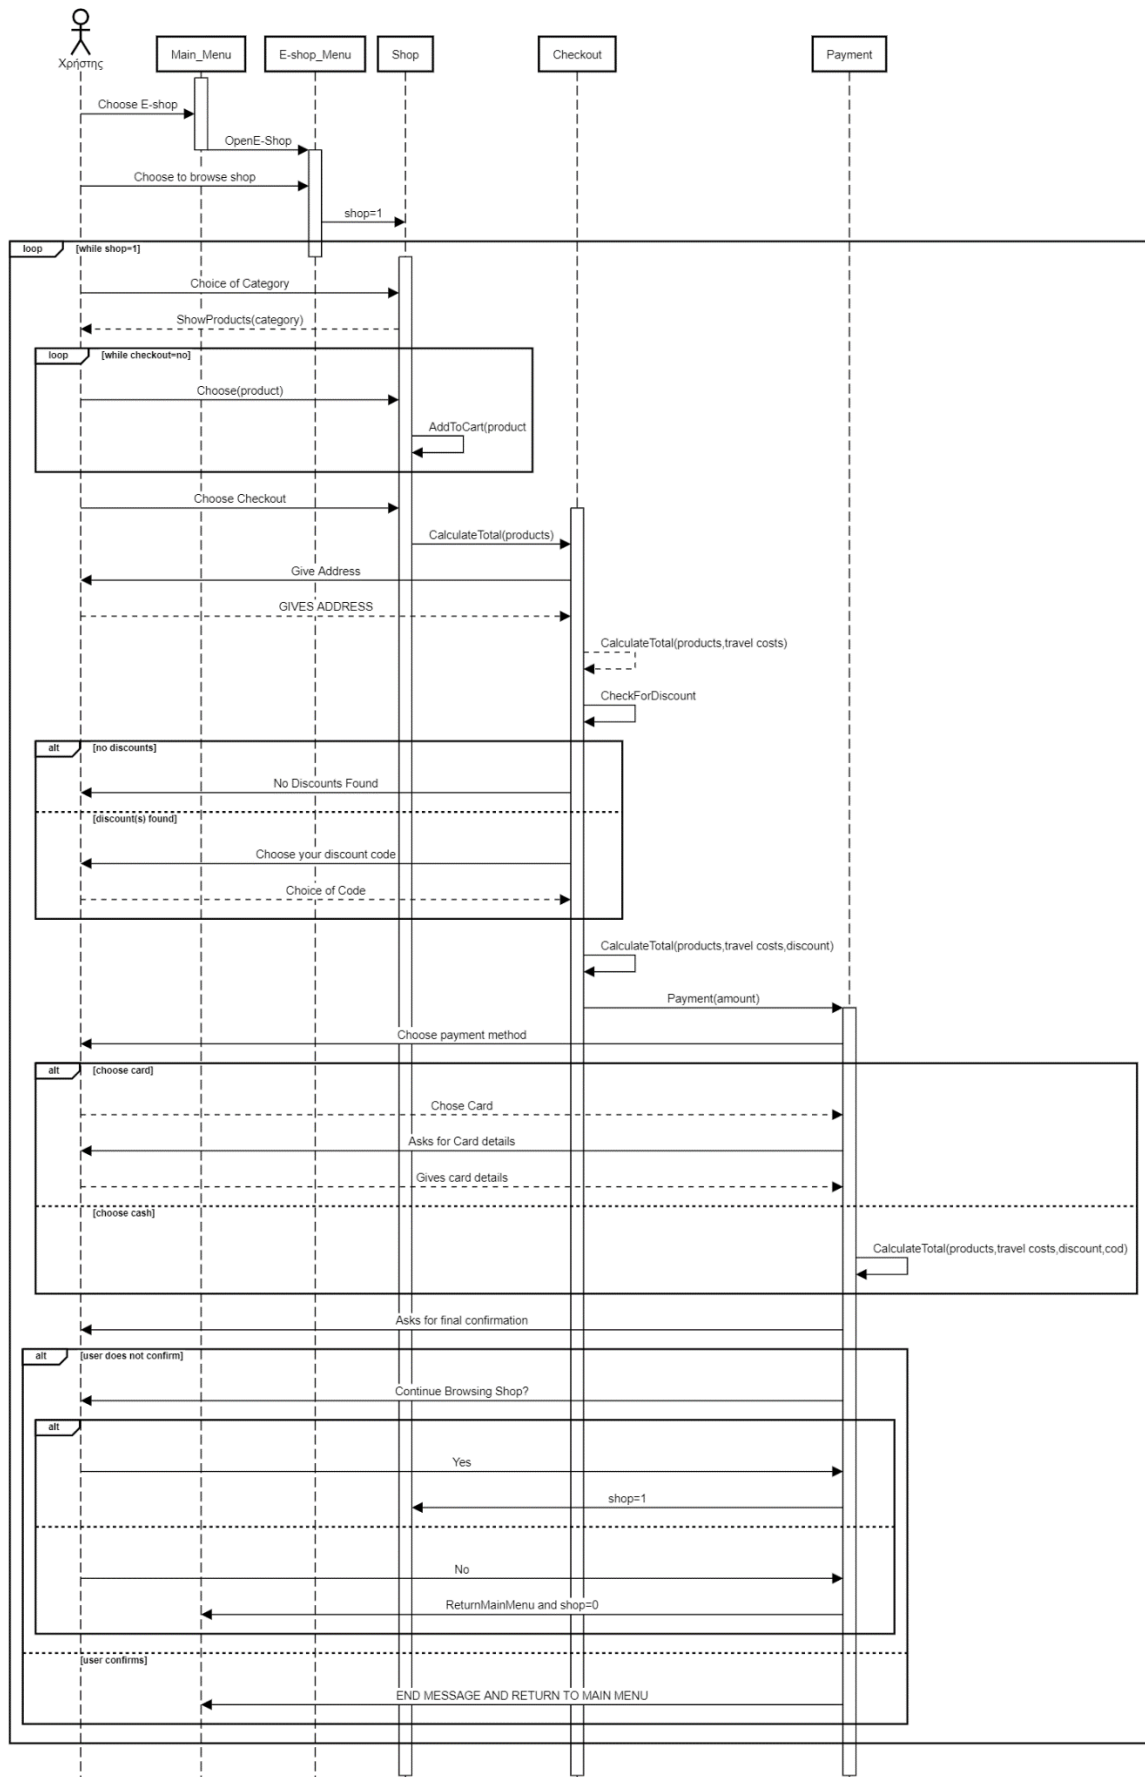 Χρήστης
Main_Menu
E-shop_Menu
Shop
Checkout
Payment
Choose E-shop
OpenE-Shop
Choose to browse shop
shop=1
loop
[while shop=1]
Choice of Category
ShowProducts(category)
loop
[while checkout=no]
Choose(product)
AddToCart(product
Choose Checkout
CalculateTotal(products)
Give Address
GIVES ADDRESS
CalculateTotal(products,travel costs)
CheckForDiscount
alt
[no discounts]
No Discounts Found
[discount(s) found]
Choose your discount code
Choice of Code
CalculateTotal(products,travel costs,discount)
Payment(amount)
Choose payment method
alt
[choose card]
Chose Card
Asks for Card details
Gives card details
[choose cash]
CalculateTotal(products,travel costs,discount,cod)
Asks for final confirmation
alt
[user does not confirm]
Continue Browsing Shop?
alt
Yes
shop=1
No
ReturnMainMenu and shop=0
[user confirms]
END MESSAGE AND RETURN TO MAIN MENU